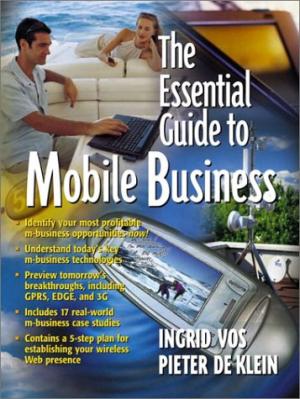 The
Essential
Guide to
Mobile Business
• Identify your most profitable
m-business opportunities now!
• Understand today's key
m-business technologies
• Preview tomorrow's
breakthroughs, including
GPRS, EDGE, and 3G
• Includes 17 real-world
m-business case studies
• Contains a 5-step plan for
establishing your wireless
Web presence
INGRID VOS
PIETER DE KLEIN